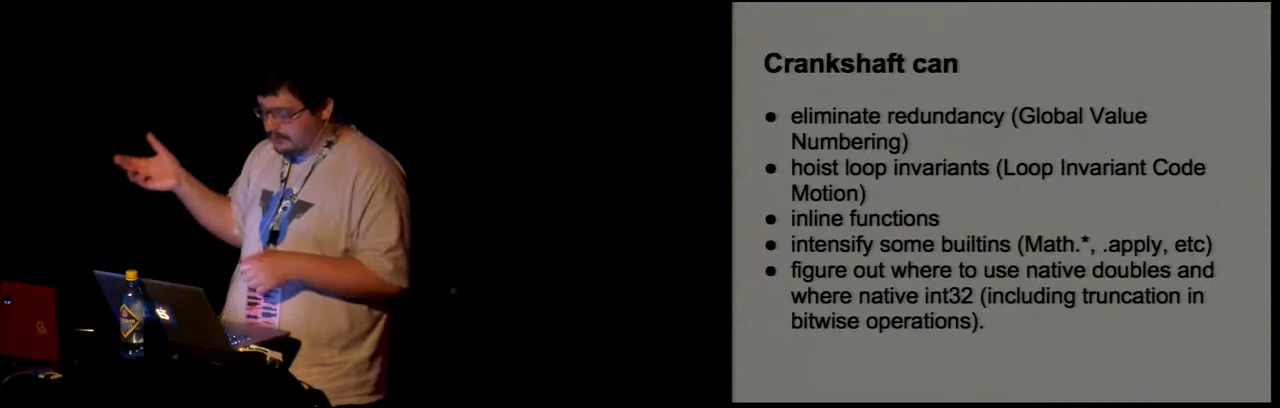 Crankshaft can
● eliminate redundancy (Global Value
Numbering)
● hoist loop invariants (Loop Invariant Code
Motion)
● inline functions
● intensify some builtins (Math.*, .apply, etc)
● figure out where to use native doubles and
where native int32 (including truncation in
bitwise operations).